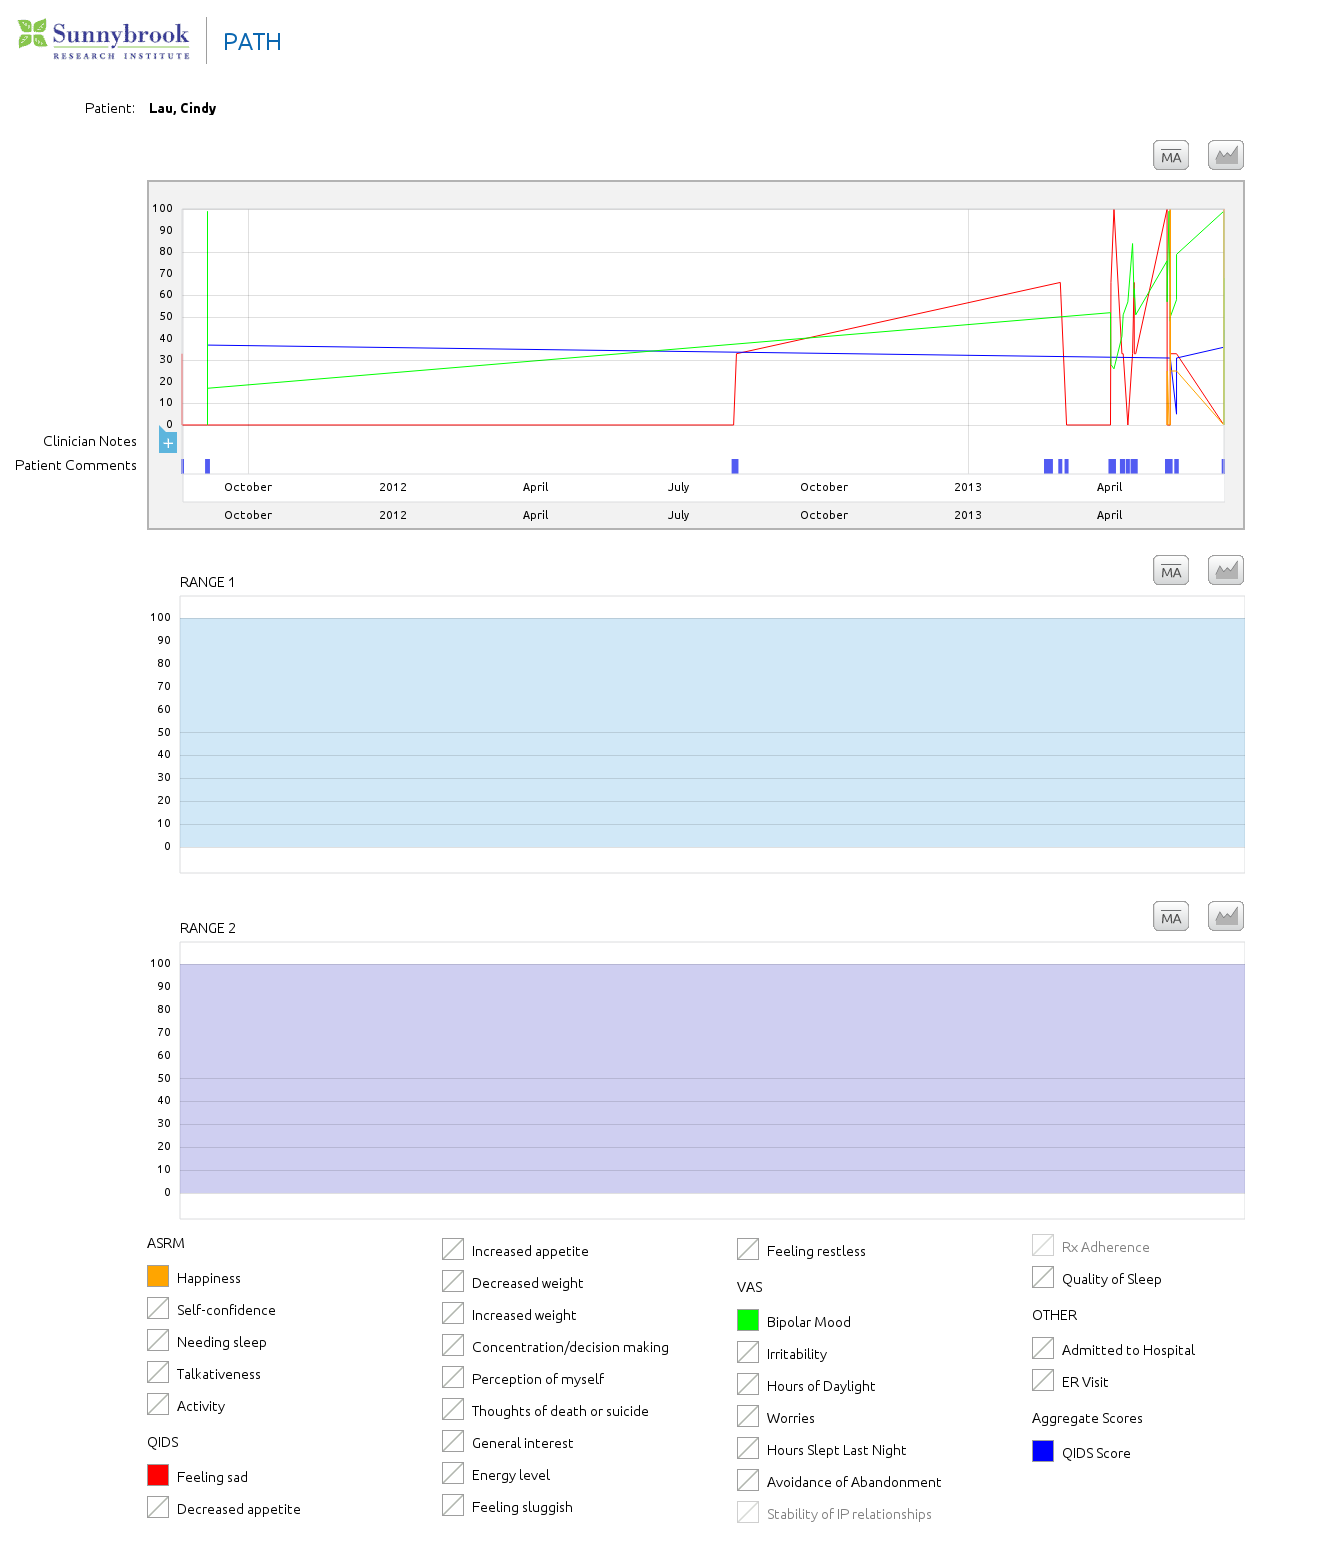 Sunnybrook
RESEARCH INSTITUTE
PATH
Patient: Lau, Cindy
MA
100
90
80
70
60
50
40
30
20
10
0
Clinician Notes +
Patient Comments
October 2012 April July October 2013 April
October 2012 April July October 2013 April
MA
RANGE 1
100
90
80
70
60
50
40
30
20
10
0
MA
RANGE 2
100
90
80
70
60
50
40
30
20
10
0
ASRM
Happiness
Self-confidence
Needing sleep
Talkativeness
Activity
QIDS
Feeling sad
Decreased appetite
Increased appetite
Decreased weight
Increased weight
Concentration/decision making
Perception of myself
Thoughts of death or suicide
General interest
Energy level
Feeling sluggish
Feeling restless
VAS
Bipolar Mood
Irritability
Hours of Daylight
Worries
Hours Slept Last Night
Avoidance of Abandonment
Stability of IP relationships
Rx Adherence
Quality of Sleep
OTHER
Admitted to Hospital
ER Visit
Aggregate Scores
QIDS Score